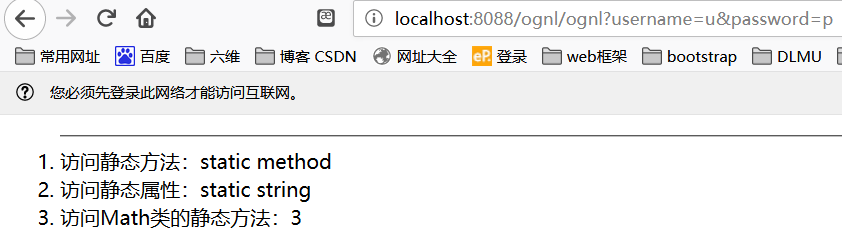 localhost:8088/ognl/ognl?username=u&password=p
常用网址 百度 六维 博客 CSDN 网址大全 eP. 登录 web框架 bootstrap DLMU
您必须先登录此网络才能访问互联网。
1. 访问静态方法：static method
2. 访问静态属性：static string
3. 访问Math类的静态方法：3